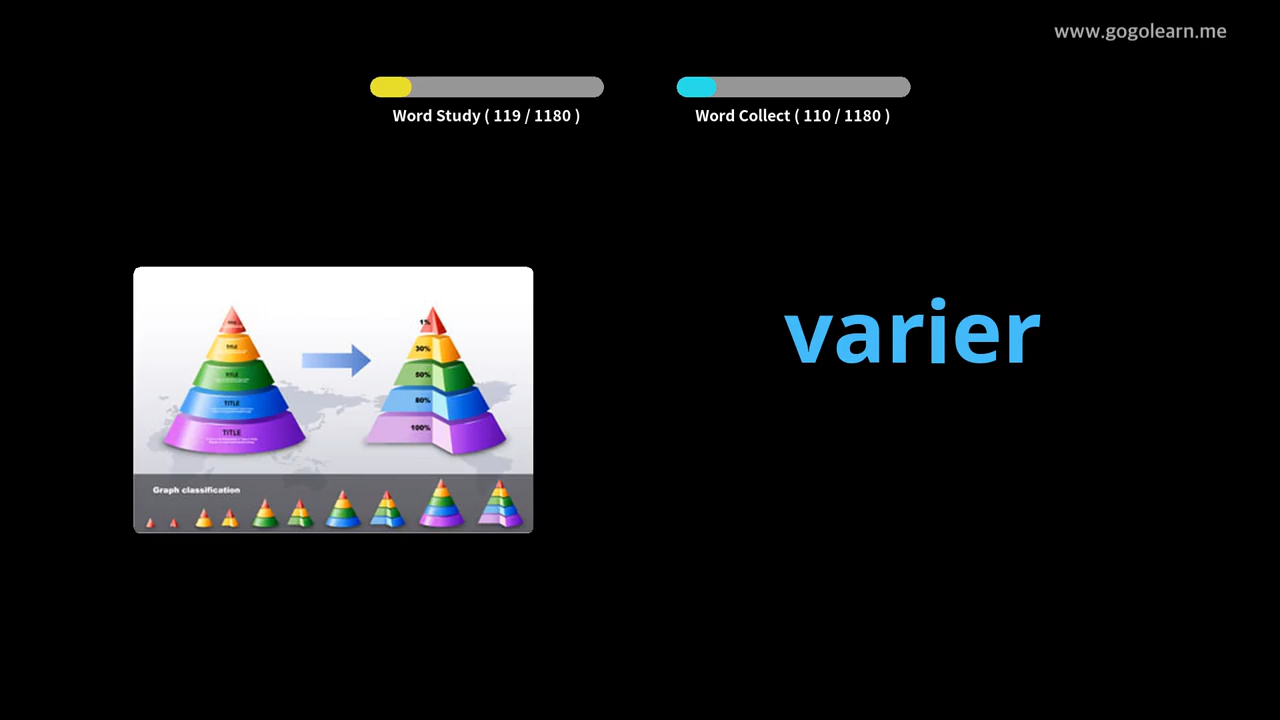 www.gogolearn.me
Word Study ( 119 / 1180 )
Word Collect ( 110 / 1180 )
varier
TITLE
TITLE
TITLE
TITLE
1%
30%
50%
80%
100%
Graph classification